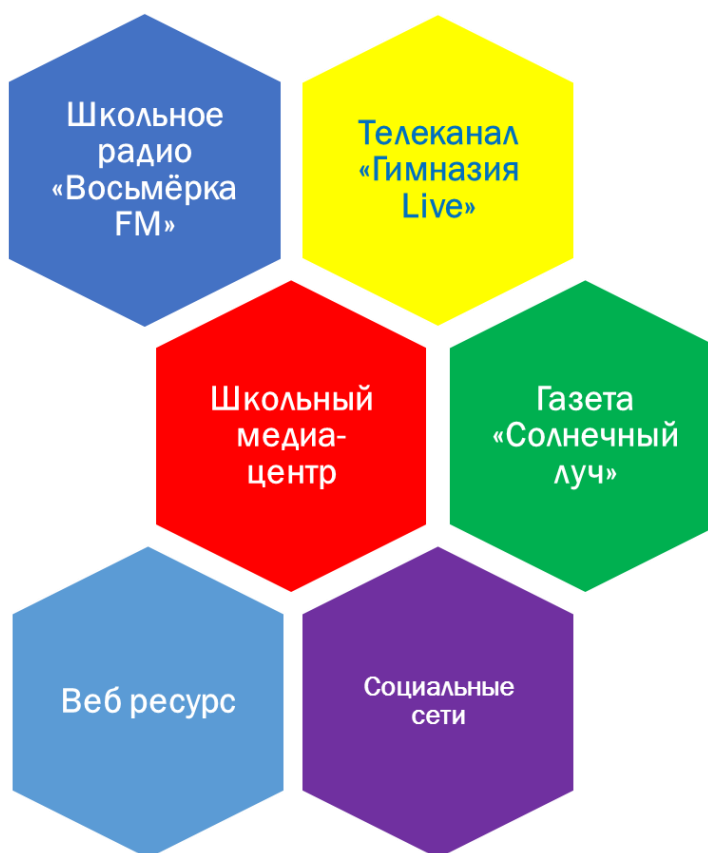 Школьное
радио
«Восьмёрка
FM»
Телеканал
«Гимназия
Live»
Школьный
медиа-
центр
Газета
«Солнечный
луч»
Веб ресурс
Социальные
сети